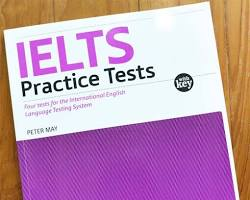 IELTS
Practice Tests
Four tests for the International English
Language Testing System
with
key
PETER MAY